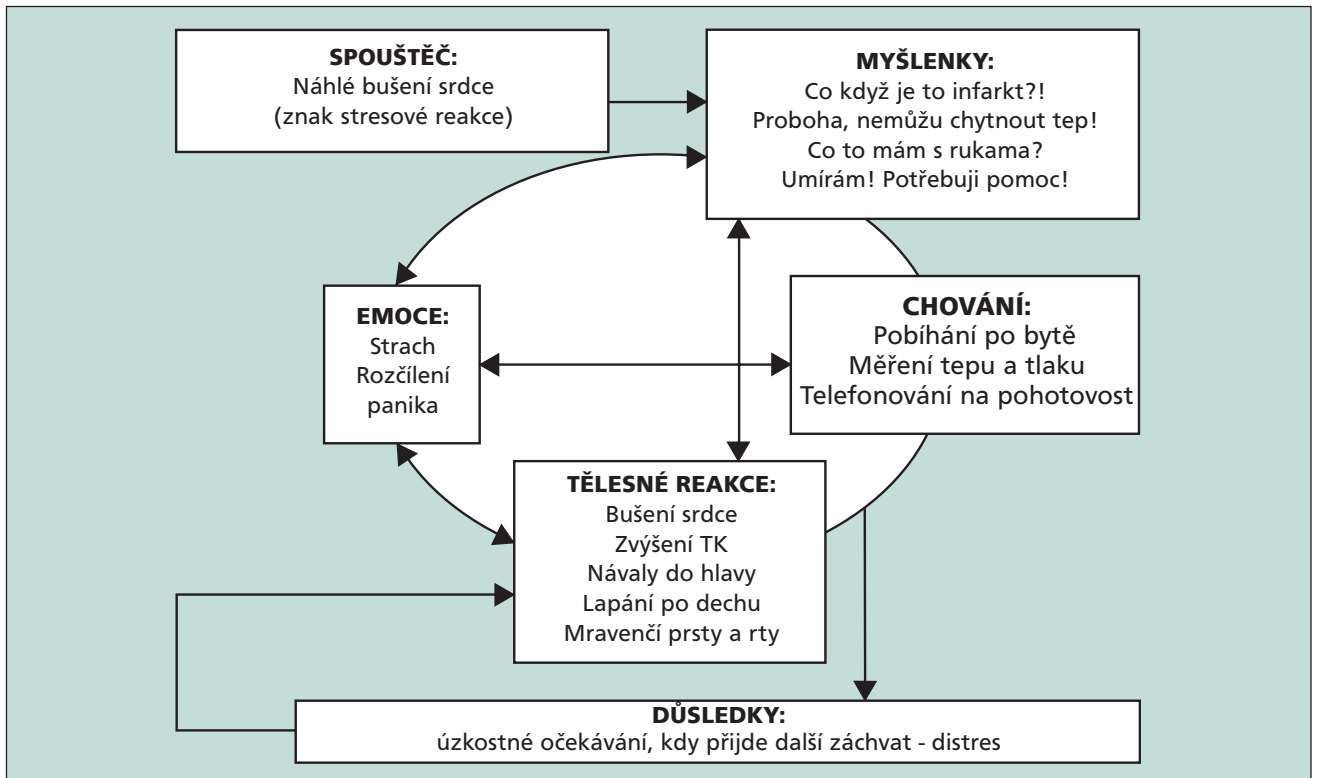 SPOUŠTĚČ:
Náhlé bušení srdce
(znak stresové reakce)
MYŠLENKY:
Co když je to infarkt?!
Proboha, nemůžu chytnout tep!
Co to mám s rukama?
Umírám! Potřebuji pomoc!
EMOCE:
Strach
Rozčílení
panika
CHOVÁNÍ:
Pobíhání po bytě
Měření tepu a tlaku
Telefonování na pohotovost
TĚLESNÉ REAKCE:
Bušení srdce
Zvýšení TK
Návaly do hlavy
Lapání po dechu
Mravenčí prsty a rty
DŮSLEDKY:
úzkostné očekávání, kdy přijde další záchvat - distres